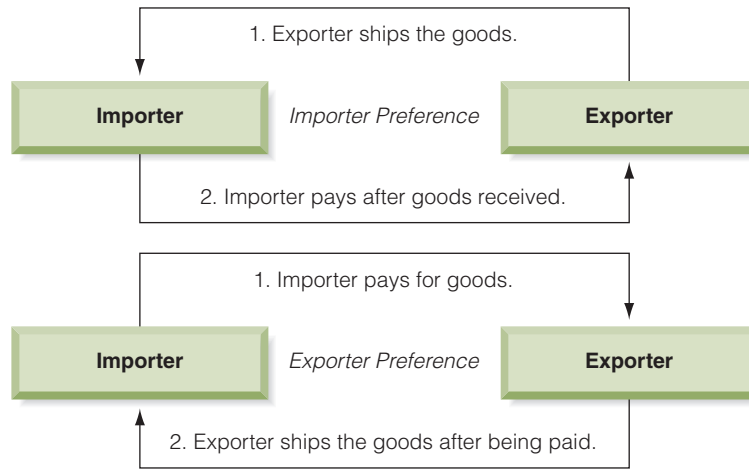 1. Exporter ships the goods.
Importer
Importer Preference
Exporter
2. Importer pays after goods received.
1. Importer pays for goods.
Importer
Exporter Preference
Exporter
2. Exporter ships the goods after being paid.